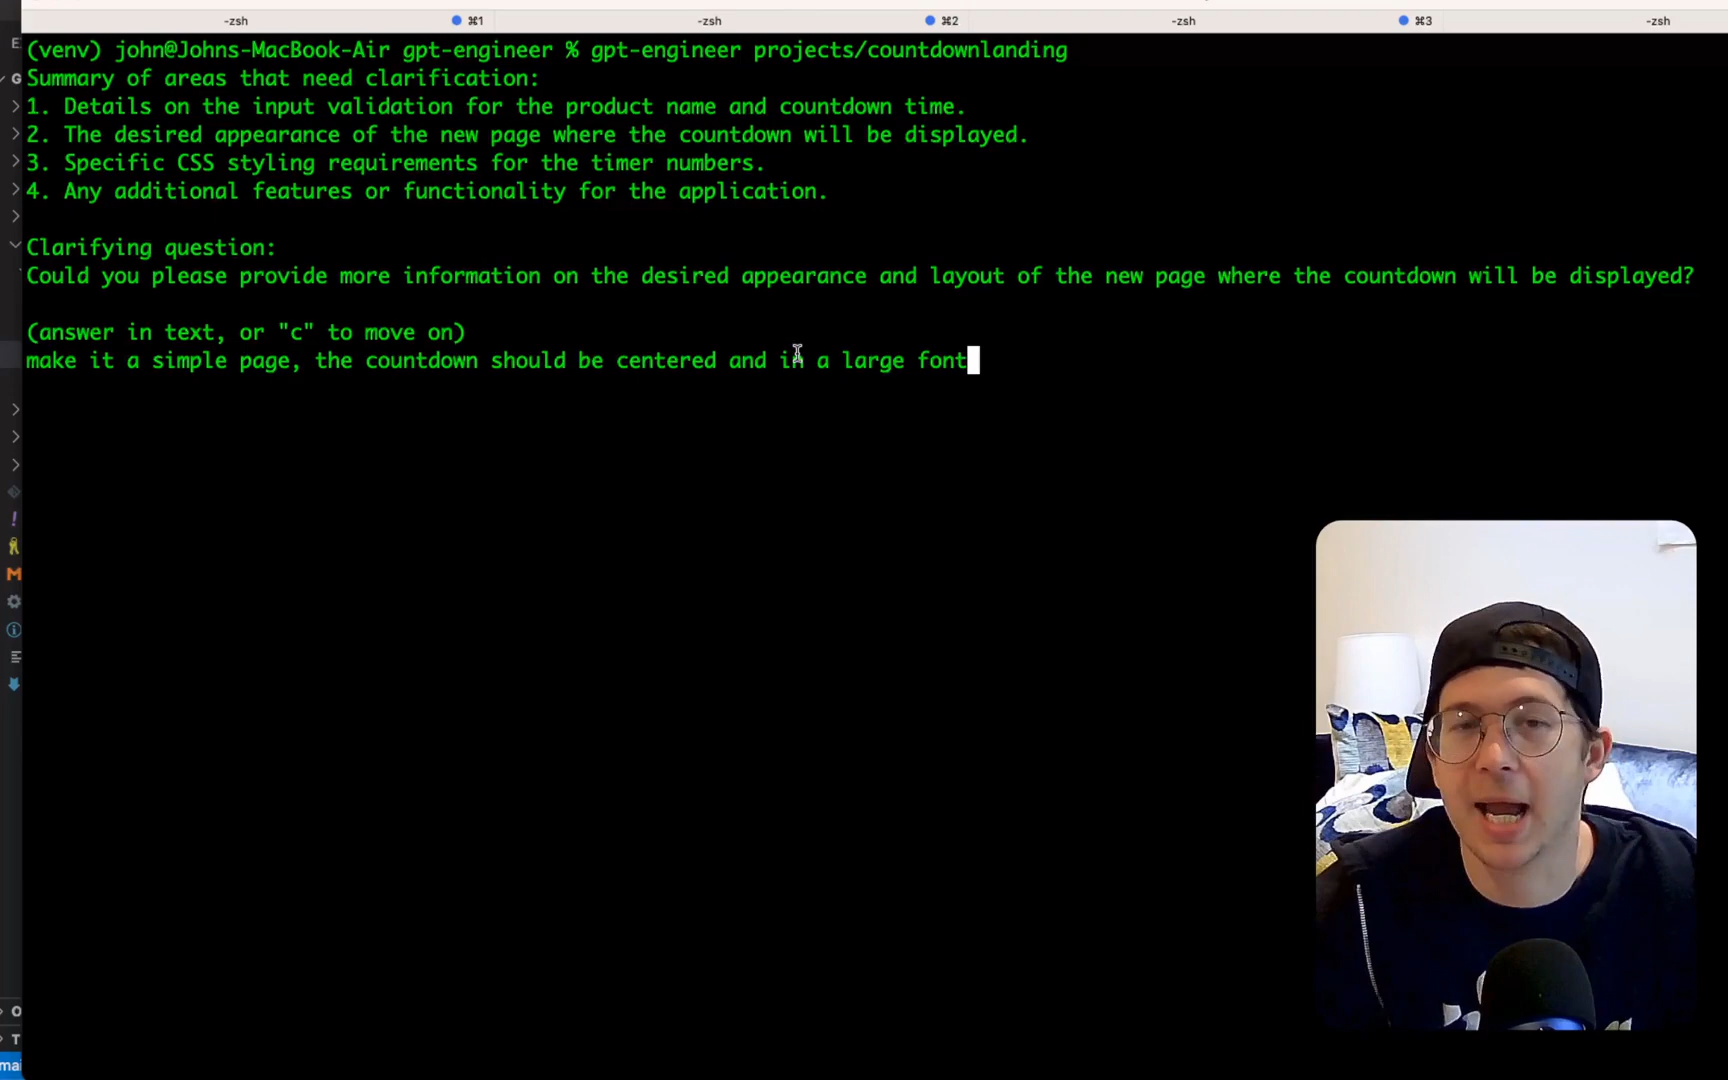 -zsh ⌘1 -zsh ⌘2 -zsh ⌘3 -zsh
(venv) john@Johns-MacBook-Air gpt-engineer % gpt-engineer projects/countdownlanding
Summary of areas that need clarification:
1. Details on the input validation for the product name and countdown time.
2. The desired appearance of the new page where the countdown will be displayed.
3. Specific CSS styling requirements for the timer numbers.
4. Any additional features or functionality for the application.
Clarifying question:
Could you please provide more information on the desired appearance and layout of the new page where the countdown will be displayed?
(answer in text, or "c" to move on)
make it a simple page, the countdown should be centered and in a large font